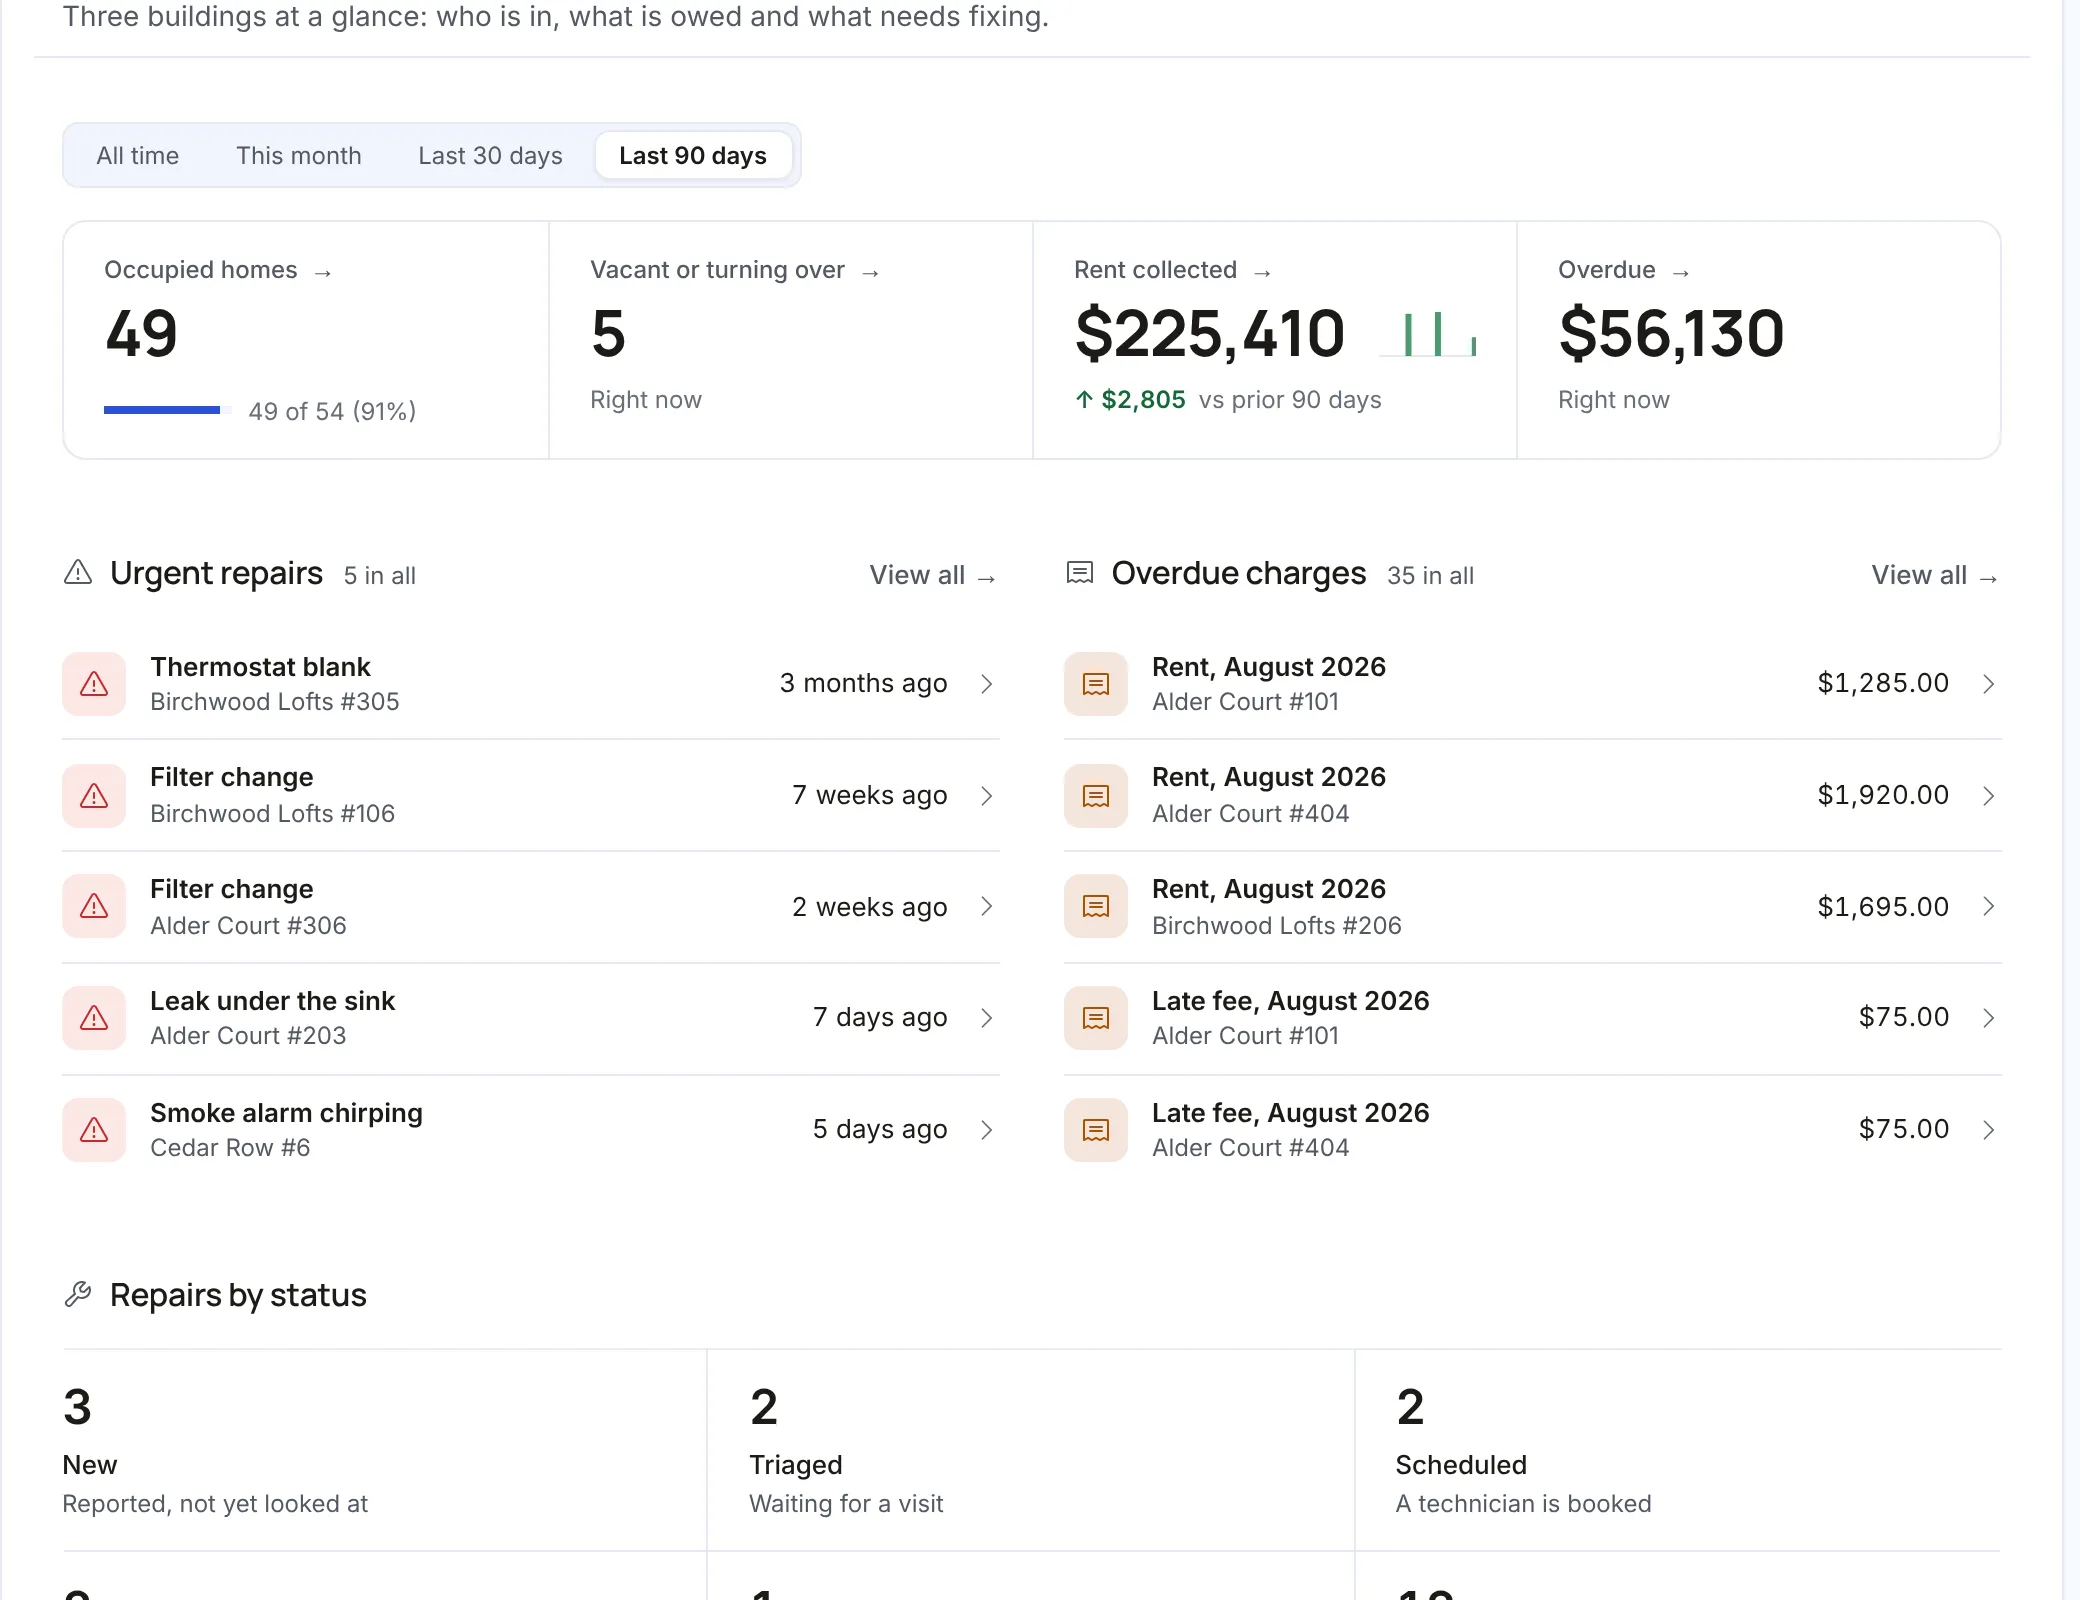 Three buildings at a glance: who is in, what is owed and what needs fixing.
All time
This month
Last 30 days
Last 90 days
Occupied homes →
49
49 of 54 (91%)
Vacant or turning over →
5
Right now
Rent collected →
$225,410
↑ $2,805 vs prior 90 days
Overdue →
$56,130
Right now
Urgent repairs 5 in all
View all →
Thermostat blank
Birchwood Lofts #305
3 months ago
Filter change
Birchwood Lofts #106
7 weeks ago
Filter change
Alder Court #306
2 weeks ago
Leak under the sink
Alder Court #203
7 days ago
Smoke alarm chirping
Cedar Row #6
5 days ago
Overdue charges 35 in all
View all →
Rent, August 2026
Alder Court #101
$1,285.00
Rent, August 2026
Alder Court #404
$1,920.00
Rent, August 2026
Birchwood Lofts #206
$1,695.00
Late fee, August 2026
Alder Court #101
$75.00
Late fee, August 2026
Alder Court #404
$75.00
Repairs by status
3
New
Reported, not yet looked at
2
Triaged
Waiting for a visit
2
Scheduled
A technician is booked